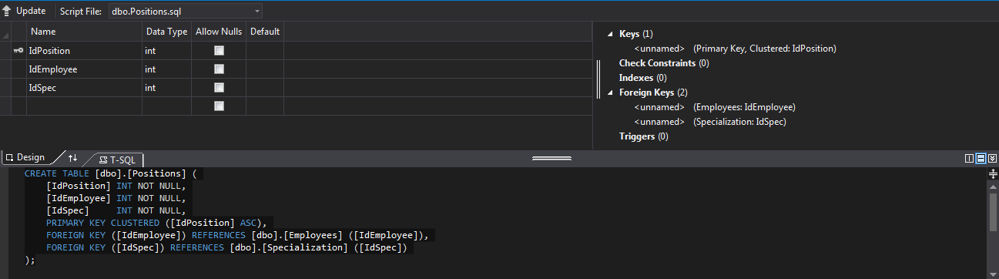 Update Script File: dbo.Positions.sql
Name Data Type Allow Nulls Default
IdPosition int
IdEmployee int
IdSpec int
Keys (1)
<unnamed> (Primary Key, Clustered: IdPosition)
Check Constraints (0)
Indexes (0)
Foreign Keys (2)
<unnamed> (Employees: IdEmployee)
<unnamed> (Specialization: IdSpec)
Triggers (0)
Design T-SQL
CREATE TABLE [dbo].[Positions] (
    [IdPosition] INT NOT NULL,
    [IdEmployee] INT NOT NULL,
    [IdSpec]     INT NOT NULL,
    PRIMARY KEY CLUSTERED ([IdPosition] ASC),
    FOREIGN KEY ([IdEmployee]) REFERENCES [dbo].[Employees] ([IdEmployee]),
    FOREIGN KEY ([IdSpec]) REFERENCES [dbo].[Specialization] ([IdSpec])
);